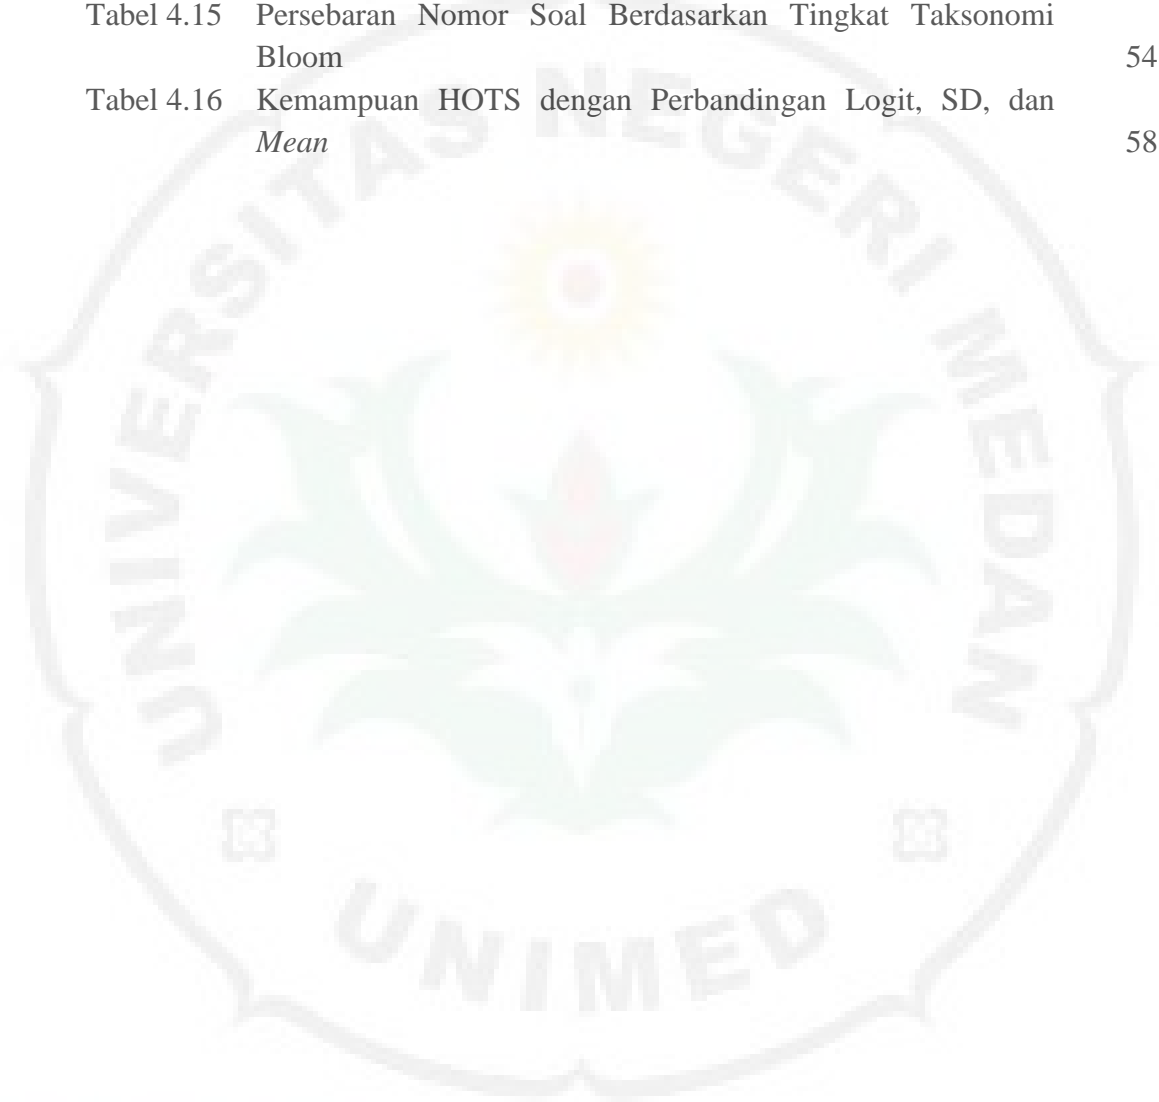 Tabel 4.15 Persebaran Nomor Soal Berdasarkan Tingkat Taksonomi
Bloom 54
Tabel 4.16 Kemampuan HOTS dengan Perbandingan Logit, SD, dan
Mean 58
UNIVERSITAS NEGERI MEDAN
UNIMED